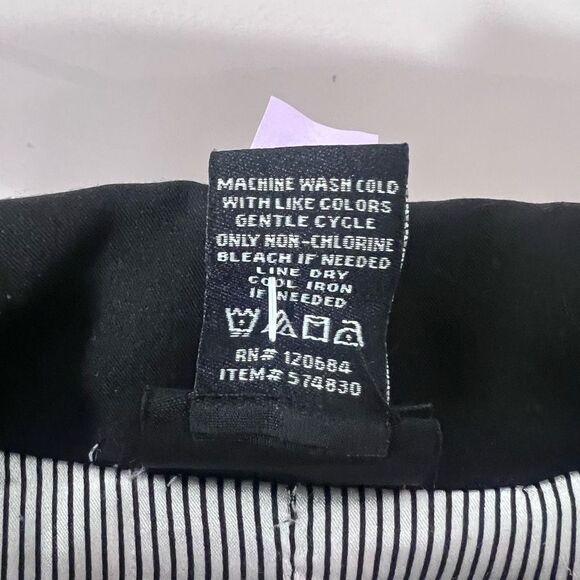 MACHINE WASH COLD
WITH LIKE COLORS
GENTLE CYCLE
ONLY NON-CHLORINE
BLEACH IF NEEDED
LINE DRY
COOL IRON
IF NEEDED
RN# 120684
ITEM# 574830